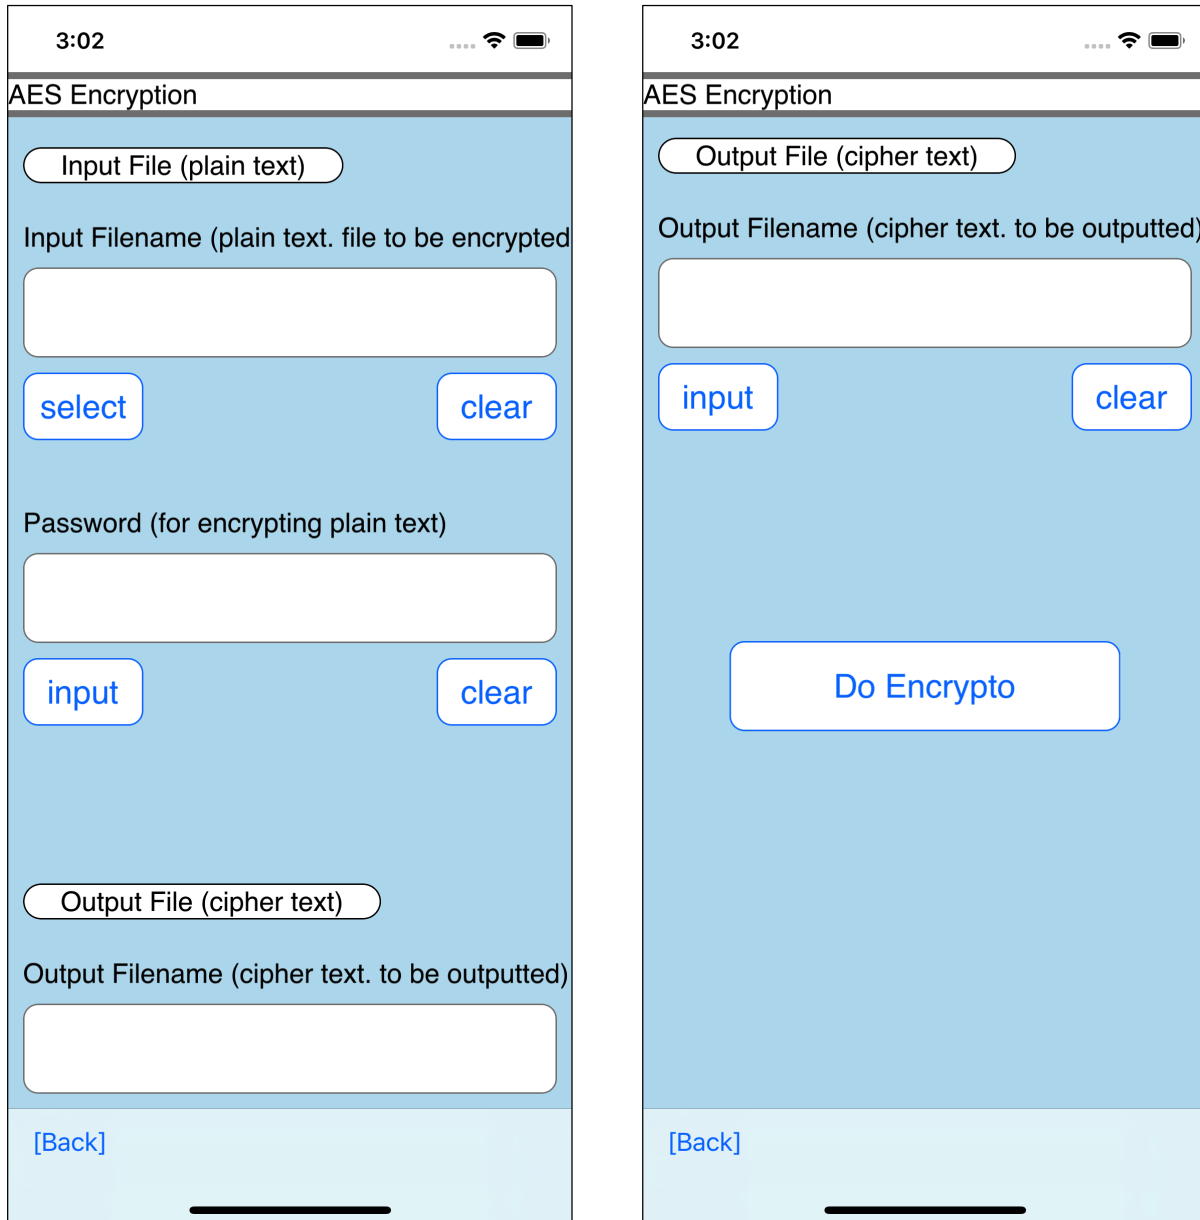 3:02
AES Encryption
Input File (plain text)
Input Filename (plain text. file to be encrypted
select
clear
Password (for encrypting plain text)
input
clear
Output File (cipher text)
Output Filename (cipher text. to be outputted)
[Back]
3:02
AES Encryption
Output File (cipher text)
Output Filename (cipher text. to be outputted)
input
clear
Do Encrypto
[Back]